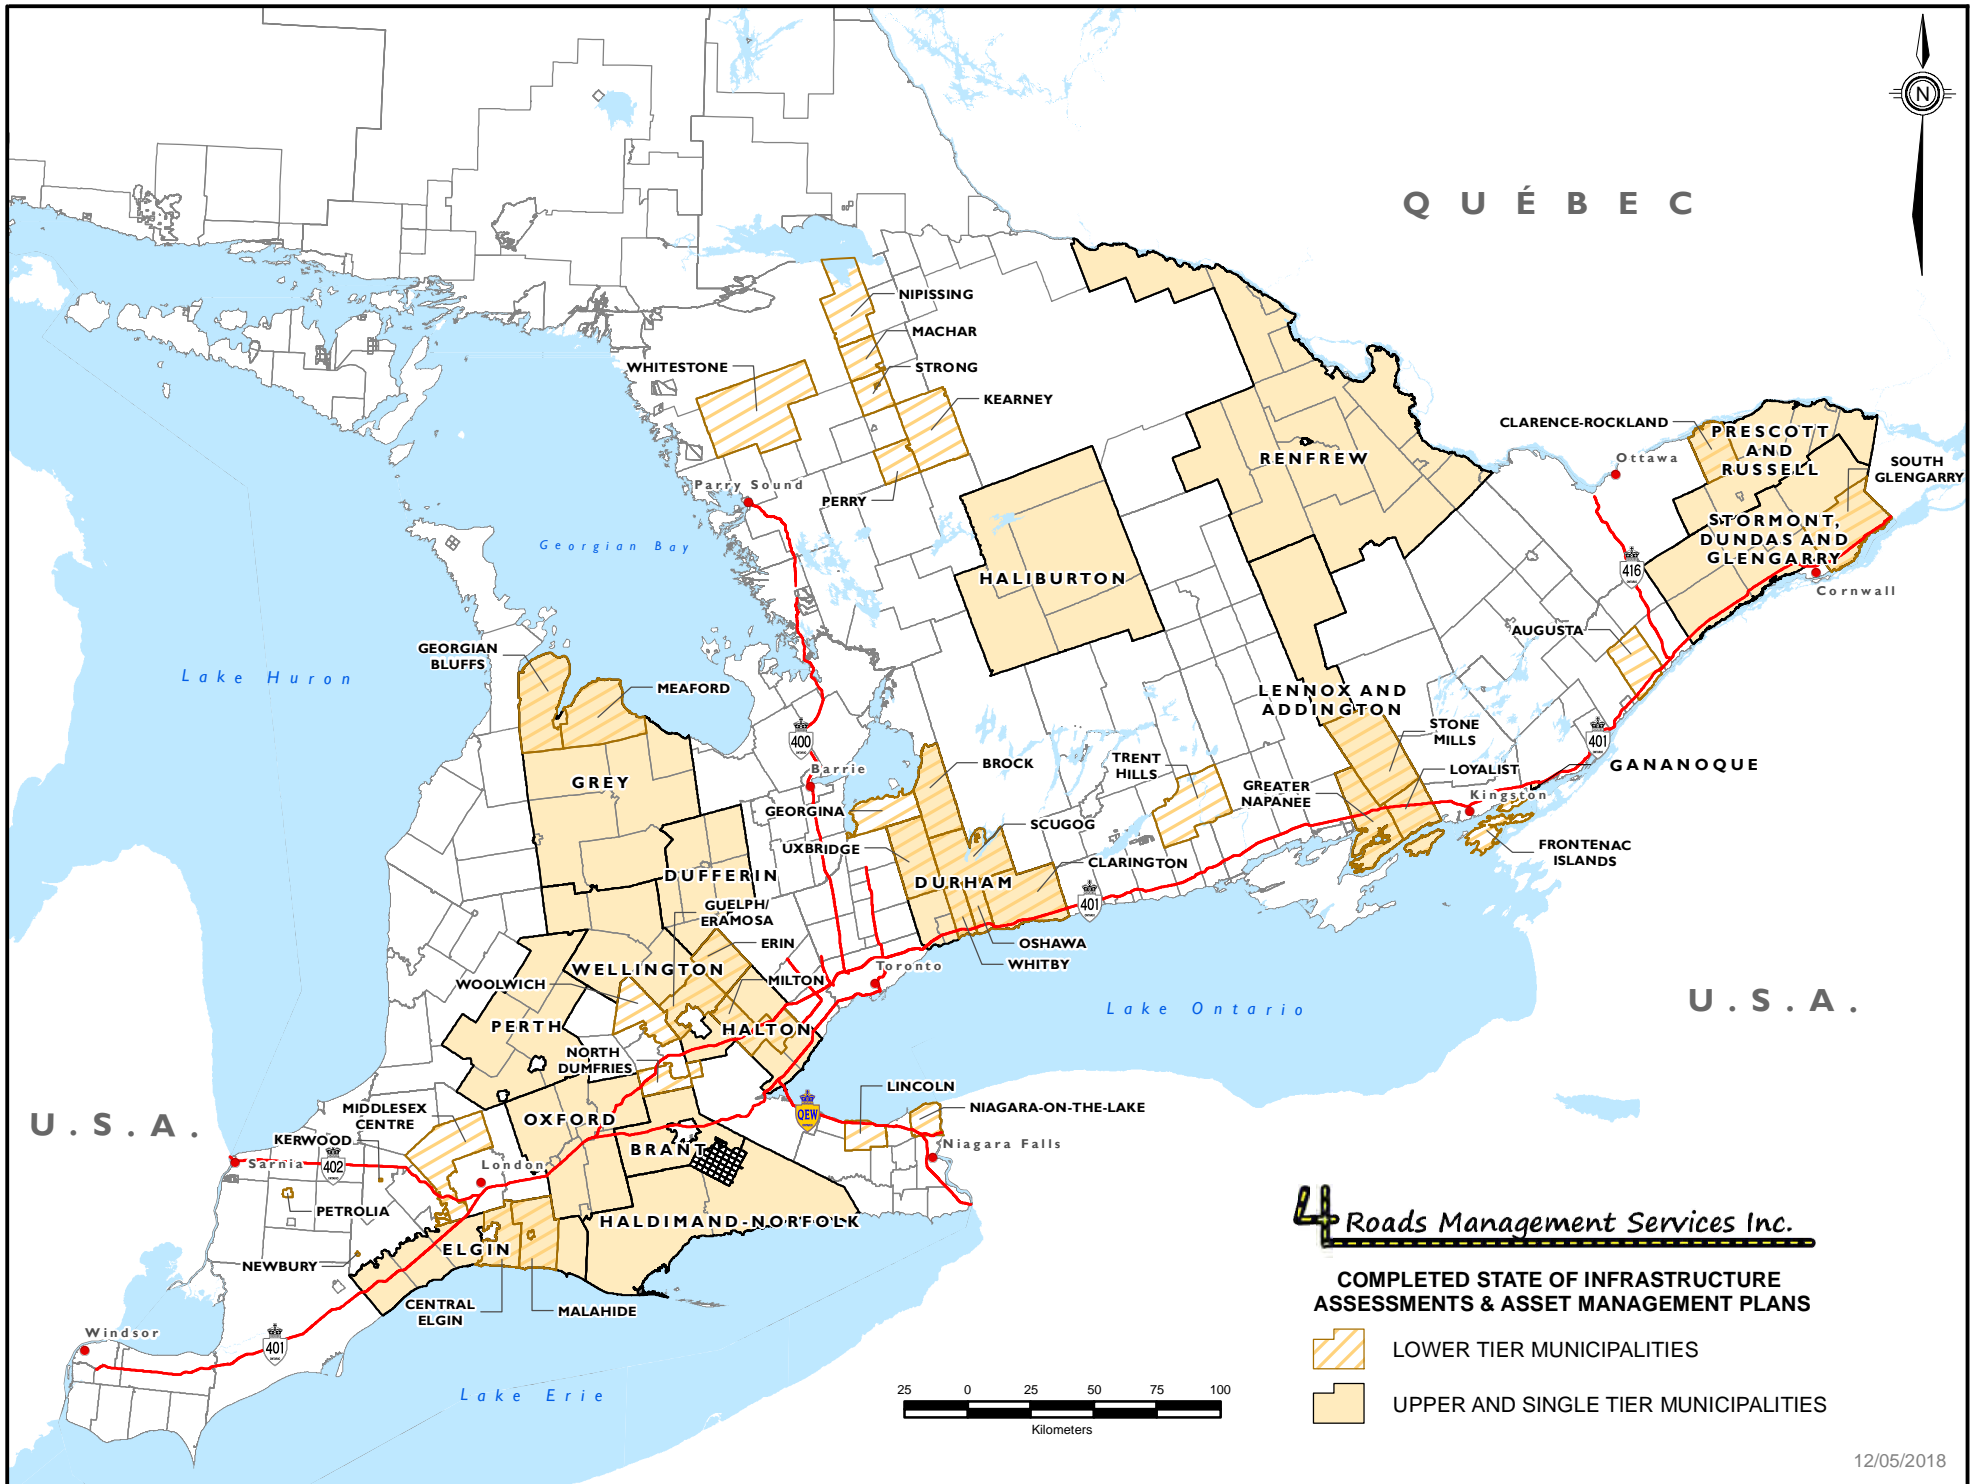 N
QUÉBEC
NIPISSING
MACHAR
STRONG
WHITESTONE
KEARNEY
PERRY
Parry Sound
Georgian Bay
RENFREW
CLARENCE-ROCKLAND
Ottawa
PRESCOTT
AND
RUSSELL
SOUTH
GLENGARRY
STORMONT,
DUNDAS AND
GLENGARRY
416
Cornwall
HALIBURTON
AUGUSTA
GEORGIAN
BLUFFS
MEAFORD
Lake Huron
LENNOX AND
ADDINGTON
STONE
MILLS
401
GANANOQUE
400
Barrie
BROCK
TRENT
HILLS
LOYALIST
GREATER
NAPANEE
Kingston
GREY
GEORGINA
SCUGOG
UXBRIDGE
CLARINGTON
FRONTENAC
ISLANDS
DUFFERIN
DURHAM
401
GUELPH/
ERAMOSA
ERIN
OSHAWA
WHITBY
WELLINGTON
WOOLWICH
MILTON
Toronto
Lake Ontario
U.S.A.
PERTH
HALTON
NORTH
DUMFRIES
LINCOLN
NIAGARA-ON-THE-LAKE
QEW
Niagara Falls
U.S.A.
MIDDLESEX
CENTRE
KERWOOD
OXFORD
BRANT
Sarnia
402
London
PETROLIA
HALDIMAND-NORFOLK
ELGIN
NEWBURY
CENTRAL
ELGIN
MALAHIDE
Windsor
401
Lake Erie
25 0 25 50 75 100
Kilometers
4 Roads Management Services Inc.
COMPLETED STATE OF INFRASTRUCTURE
ASSESSMENTS & ASSET MANAGEMENT PLANS
LOWER TIER MUNICIPALITIES
UPPER AND SINGLE TIER MUNICIPALITIES
12/05/2018